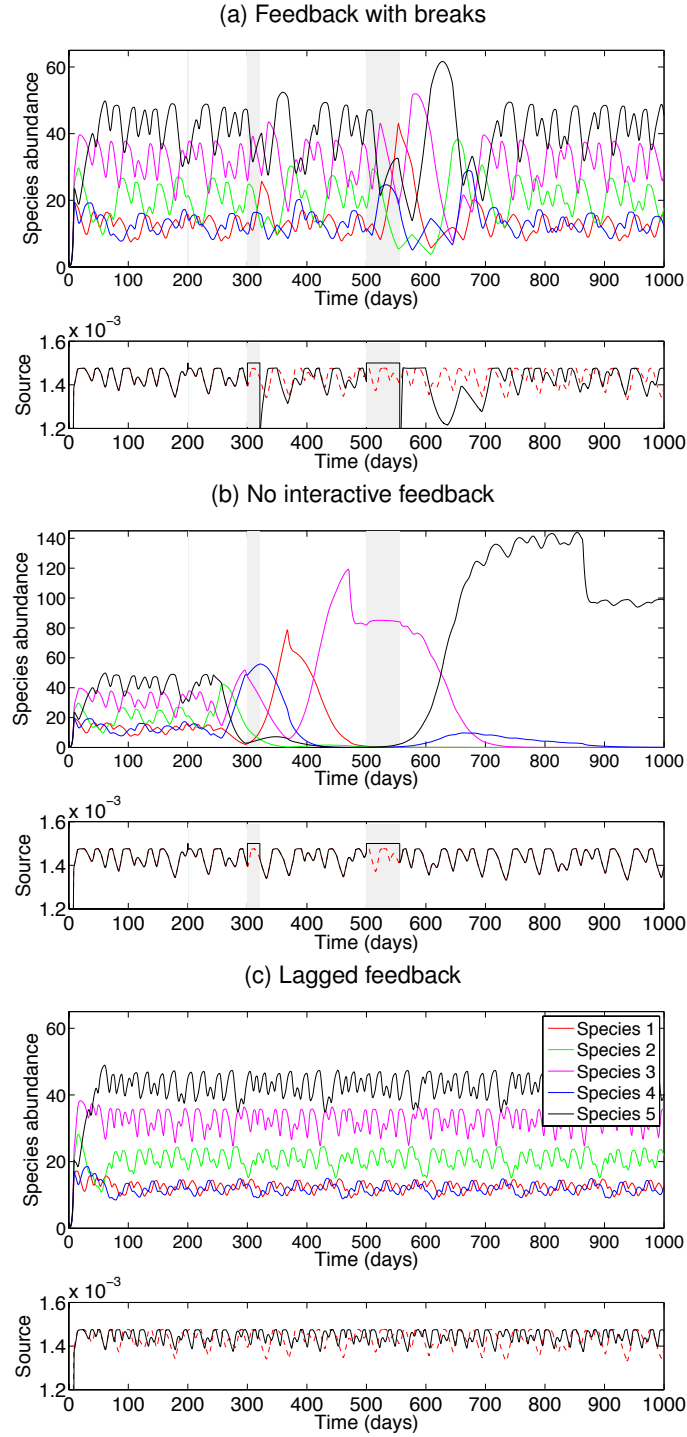 (a) Feedback with breaks
60
40
20
0
Species abundance
0 100 200 300 400 500 600 700 800 900 1000
Time (days)
x 10⁻³
1.6
1.4
1.2
Source
0 100 200 300 400 500 600 700 800 900 1000
Time (days)
(b) No interactive feedback
140
120
100
80
60
40
20
0
Species abundance
0 100 200 300 400 500 600 700 800 900 1000
Time (days)
x 10⁻³
1.6
1.4
1.2
Source
0 100 200 300 400 500 600 700 800 900 1000
Time (days)
(c) Lagged feedback
60
40
20
0
Species abundance
Species 1
Species 2
Species 3
Species 4
Species 5
0 100 200 300 400 500 600 700 800 900 1000
Time (days)
x 10⁻³
1.6
1.4
1.2
Source
0 100 200 300 400 500 600 700 800 900 1000
Time (days)